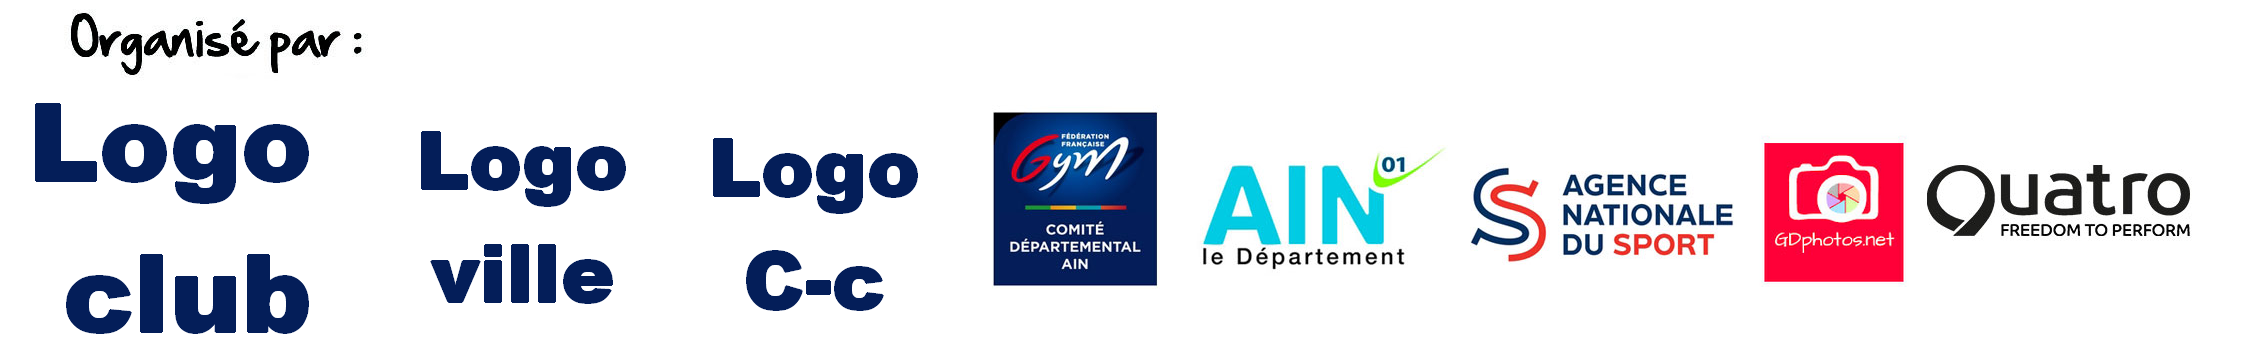 Organisé par :
Logo
club
Logo
ville
Logo
C-c
FÉDÉRATION
FRANÇAISE
Gym
COMITÉ
DÉPARTEMENTAL
AIN
AIN 01
le Département
AGENCE
NATIONALE
DU SPORT
GDphotos.net
Quatro
FREEDOM TO PERFORM